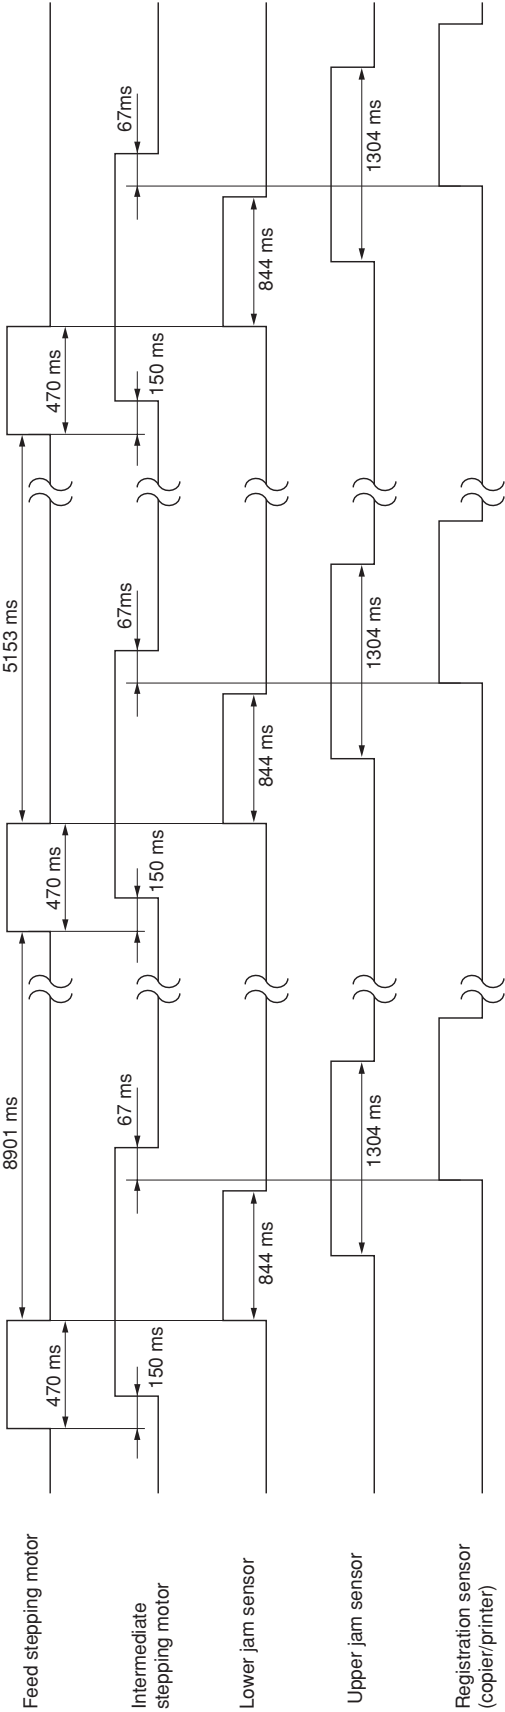 8901 ms
5153 ms
Feed stepping motor
470 ms
470 ms
470 ms
67 ms
67ms
67ms
Intermediate
stepping motor
150 ms
150 ms
150 ms
Lower jam sensor
844 ms
844 ms
844 ms
Upper jam sensor
1304 ms
1304 ms
1304 ms
Registration sensor
(copier/printer)